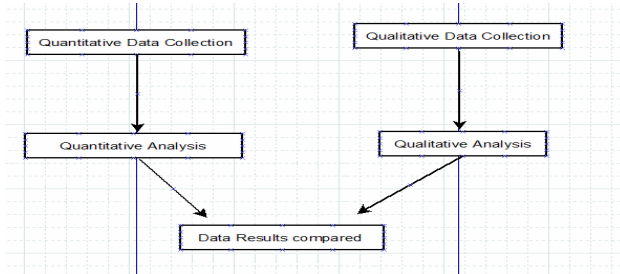 Quantitative Data Collection
Qualitative Data Collection
Quantitative Analysis
Qualitative Analysis
Data Results compared